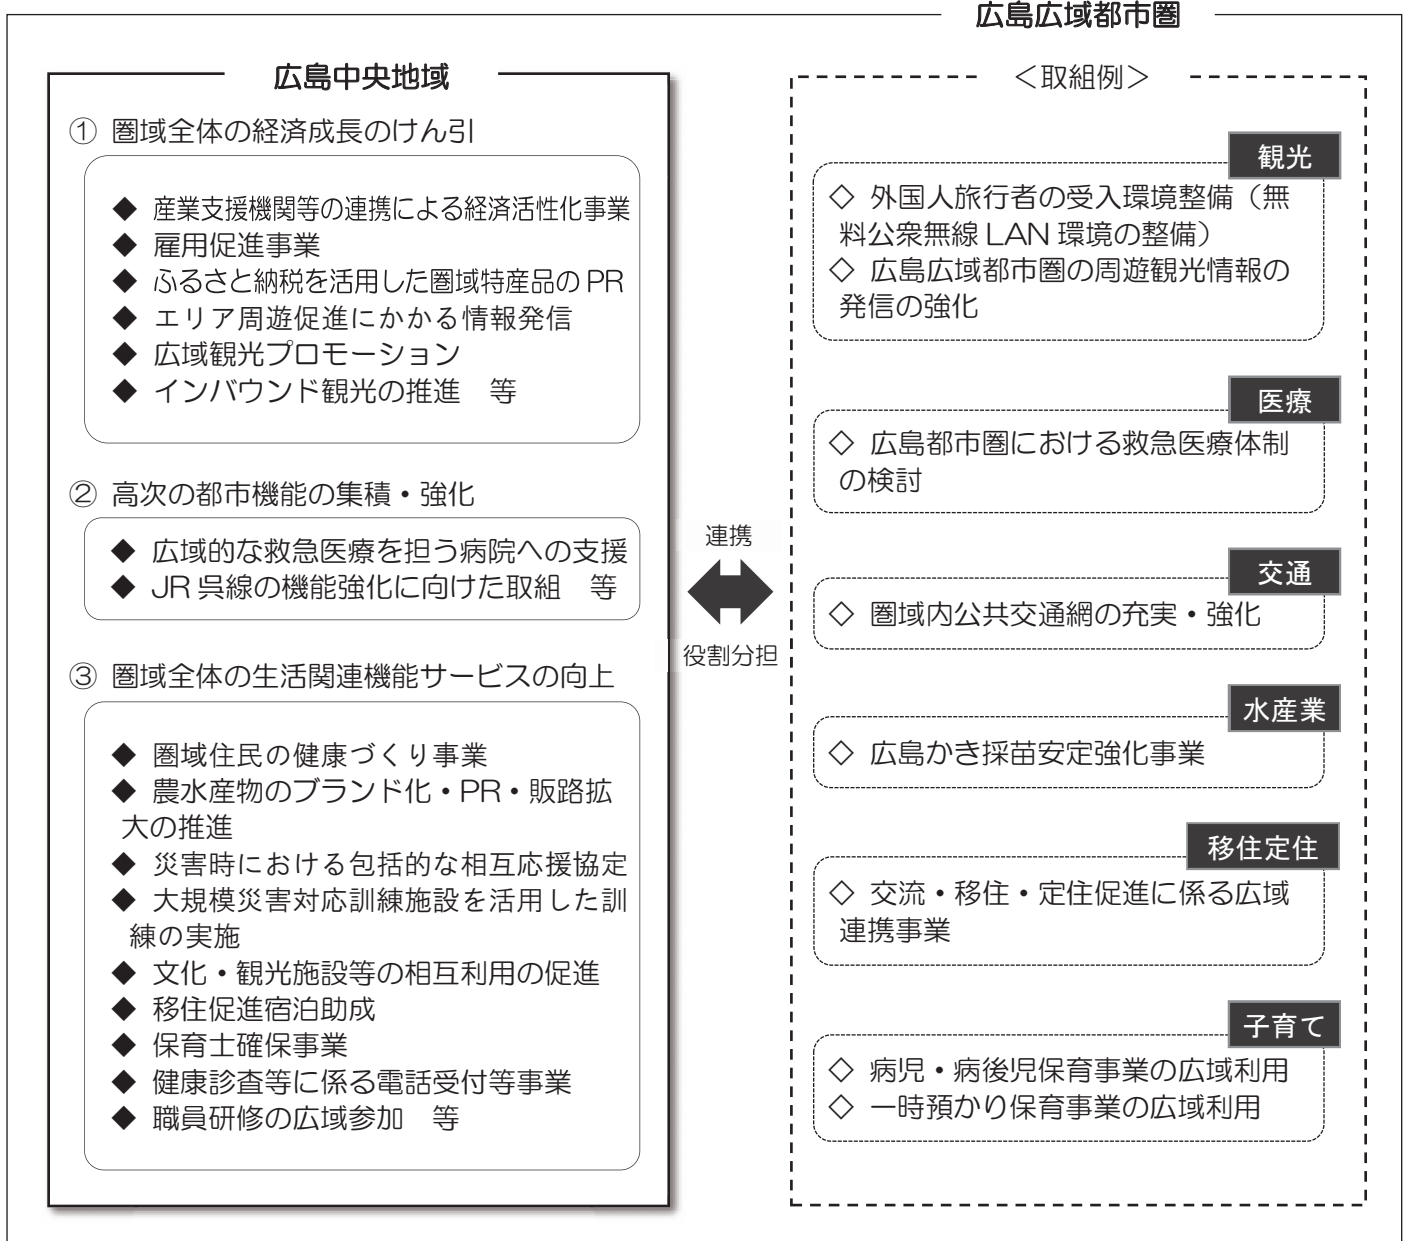 広島広域都市圏
広島中央地域
① 圏域全体の経済成長のけん引
◆ 産業支援機関等の連携による経済活性化事業
◆ 雇用促進事業
◆ ふるさと納税を活用した圏域特産品の PR
◆ エリア周遊促進にかかる情報発信
◆ 広域観光プロモーション
◆ インバウンド観光の推進　等
② 高次の都市機能の集積・強化
◆ 広域的な救急医療を担う病院への支援
◆ JR 呉線の機能強化に向けた取組　等
③ 圏域全体の生活関連機能サービスの向上
◆ 圏域住民の健康づくり事業
◆ 農水産物のブランド化・PR・販路拡
大の推進
◆ 災害時における包括的な相互応援協定
◆ 大規模災害対応訓練施設を活用した訓
練の実施
◆ 文化・観光施設等の相互利用の促進
◆ 移住促進宿泊助成
◆ 保育士確保事業
◆ 健康診査等に係る電話受付等事業
◆ 職員研修の広域参加　等
連携
役割分担
＜取組例＞
観光
◇ 外国人旅行者の受入環境整備（無
料公衆無線 LAN 環境の整備）
◇ 広島広域都市圏の周遊観光情報の
発信の強化
医療
◇ 広島都市圏における救急医療体制
の検討
交通
◇ 圏域内公共交通網の充実・強化
水産業
◇ 広島かき採苗安定強化事業
移住定住
◇ 交流・移住・定住促進に係る広域
連携事業
子育て
◇ 病児・病後児保育事業の広域利用
◇ 一時預かり保育事業の広域利用